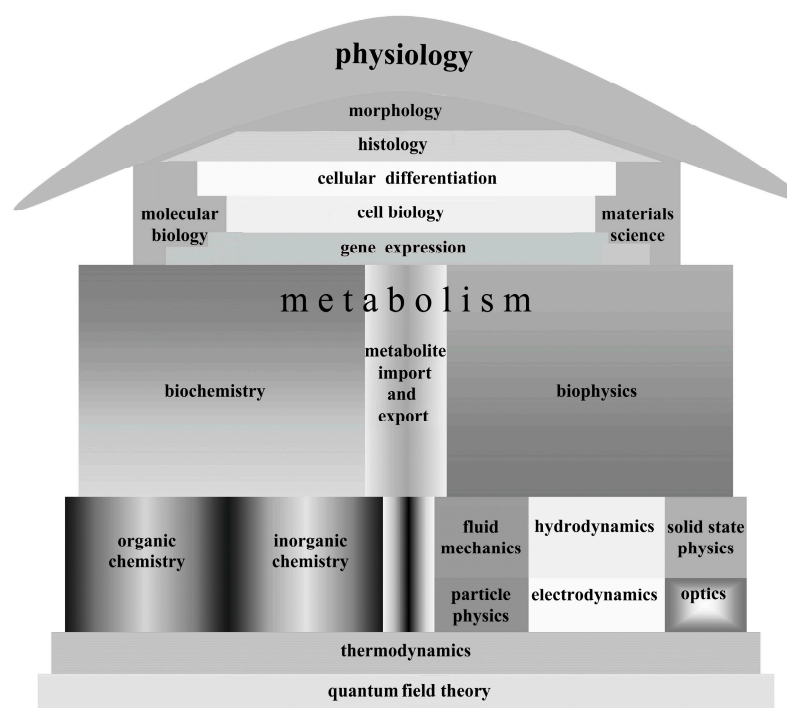 physiology
morphology
histology
cellular differentiation
molecular
biology
cell biology
materials
science
gene expression
metabolism
biochemistry
metabolite
import
and
export
biophysics
organic
chemistry
inorganic
chemistry
fluid
mechanics
hydrodynamics
solid state
physics
particle
physics
electrodynamics
optics
thermodynamics
quantum field theory